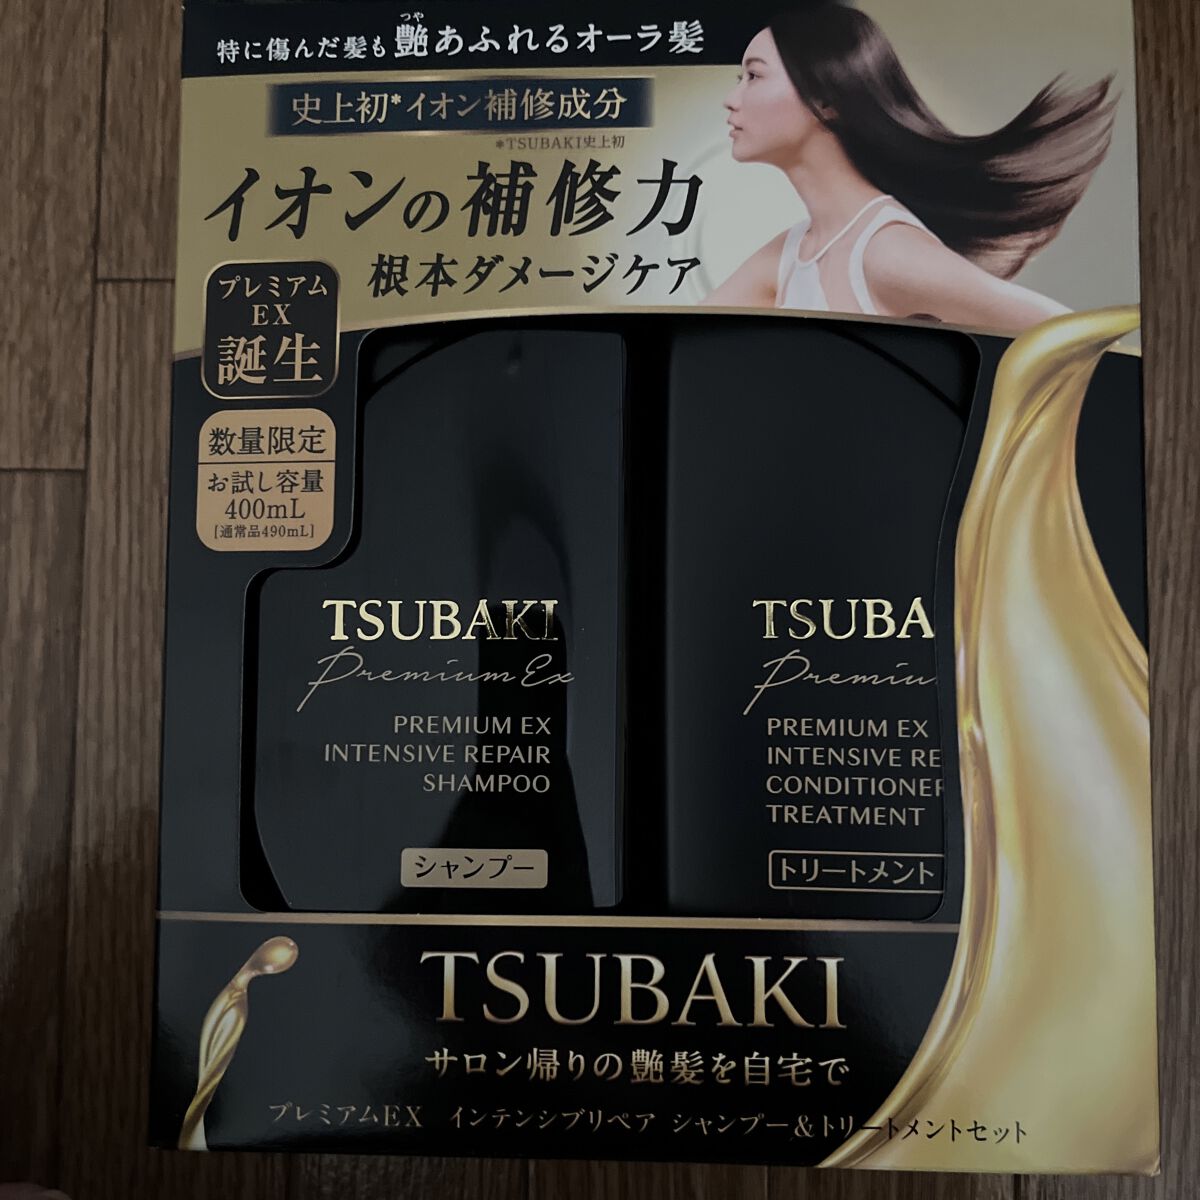 つや
特に傷んだ髪も艶あふれるオーラ髪
史上初*イオン補修成分
*TSUBAKI史上初
イオンの補修力
根本ダメージケア
プレミアム
EX
誕生
数量限定
お試し容量
400mL
[通常品490mL]
TSUBAKI
Premium Ex
PREMIUM EX
INTENSIVE REPAIR
SHAMPOO
シャンプー
TSUBA
Premiu
PREMIUM EX
INTENSIVE RE
CONDITIONER
TREATMENT
トリートメント
TSUBAKI
サロン帰りの艶髪を自宅で
プレミアムEX インテンシブリペア シャンプー&トリートメントセット